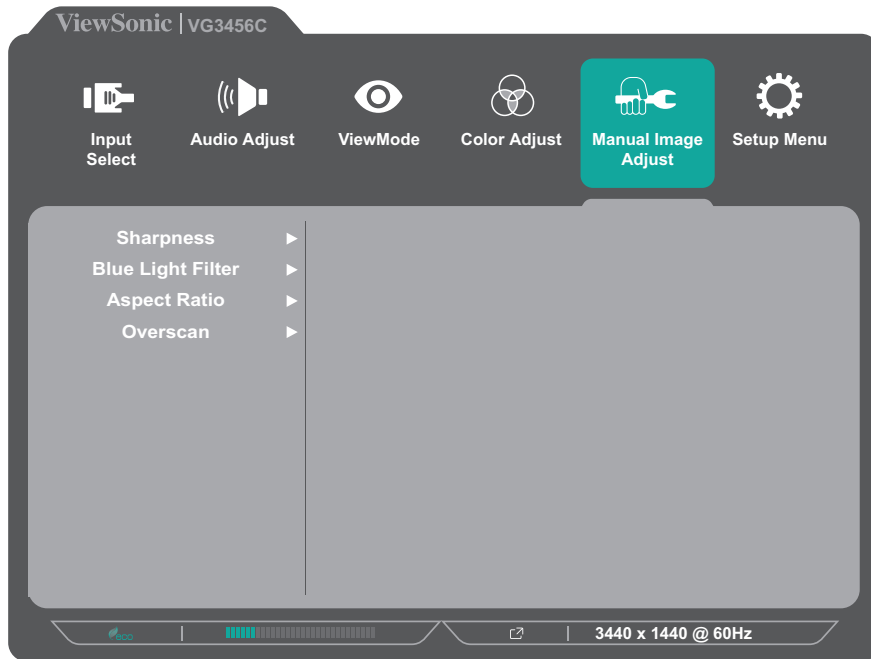 ViewSonic | VG3456C
Input Select
Audio Adjust
ViewMode
Color Adjust
Manual Image Adjust
Setup Menu
Sharpness
Blue Light Filter
Aspect Ratio
Overscan
eco
3440 x 1440 @ 60Hz